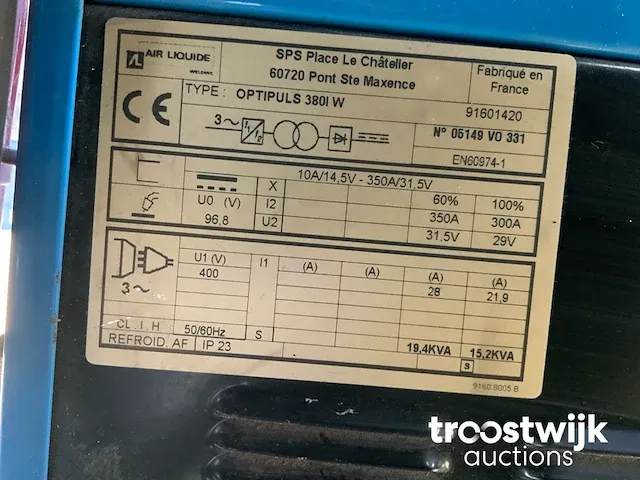 AIR LIQUIDE
WELDING
SPS Place Le Châtelier
60720 Pont Ste Maxence
Fabriqué en
France
TYPE : OPTIPULS 380I W
91601420
3~ f1 f2
N° 05149 VO 331
EN60974-1
10A/14,5V - 350A/31,5V
X 60% 100%
U0 (V) I2 350A 300A
96,8 U2 31,5V 29V
U1 (V) I1 (A) (A) (A) (A)
400 28 21,9
3~
CL . I . H 50/60Hz S 19,4KVA 15,2KVA
REFROID. AF IP 23 S
9160 8005 B
troostwijk
auctions